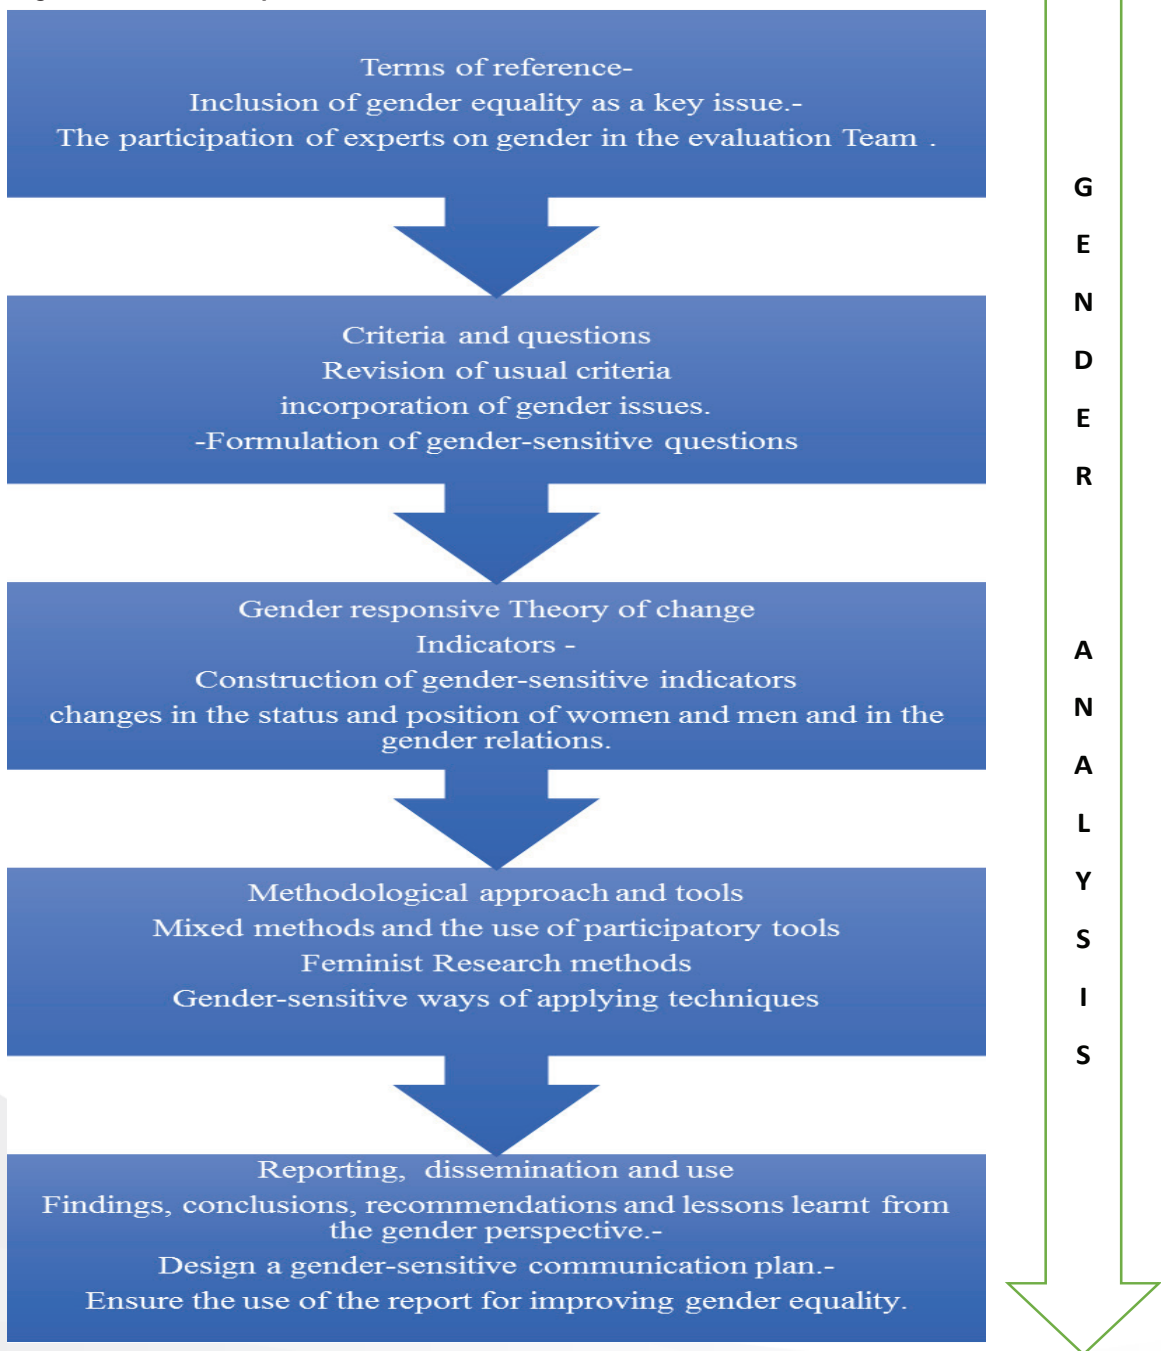 Terms of reference-
Inclusion of gender equality as a key issue.-
The participation of experts on gender in the evaluation Team .
Criteria and questions
Revision of usual criteria
incorporation of gender issues.
-Formulation of gender-sensitive questions
Gender responsive Theory of change
Indicators -
Construction of gender-sensitive indicators
changes in the status and position of women and men and in the
gender relations.
Methodological approach and tools
Mixed methods and the use of participatory tools
Feminist Research methods
Gender-sensitive ways of applying techniques
Reporting, dissemination and use
Findings, conclusions, recommendations and lessons learnt from
the gender perspective.-
Design a gender-sensitive communication plan.-
Ensure the use of the report for improving gender equality.
G
E
N
D
E
R
A
N
A
L
Y
S
I
S